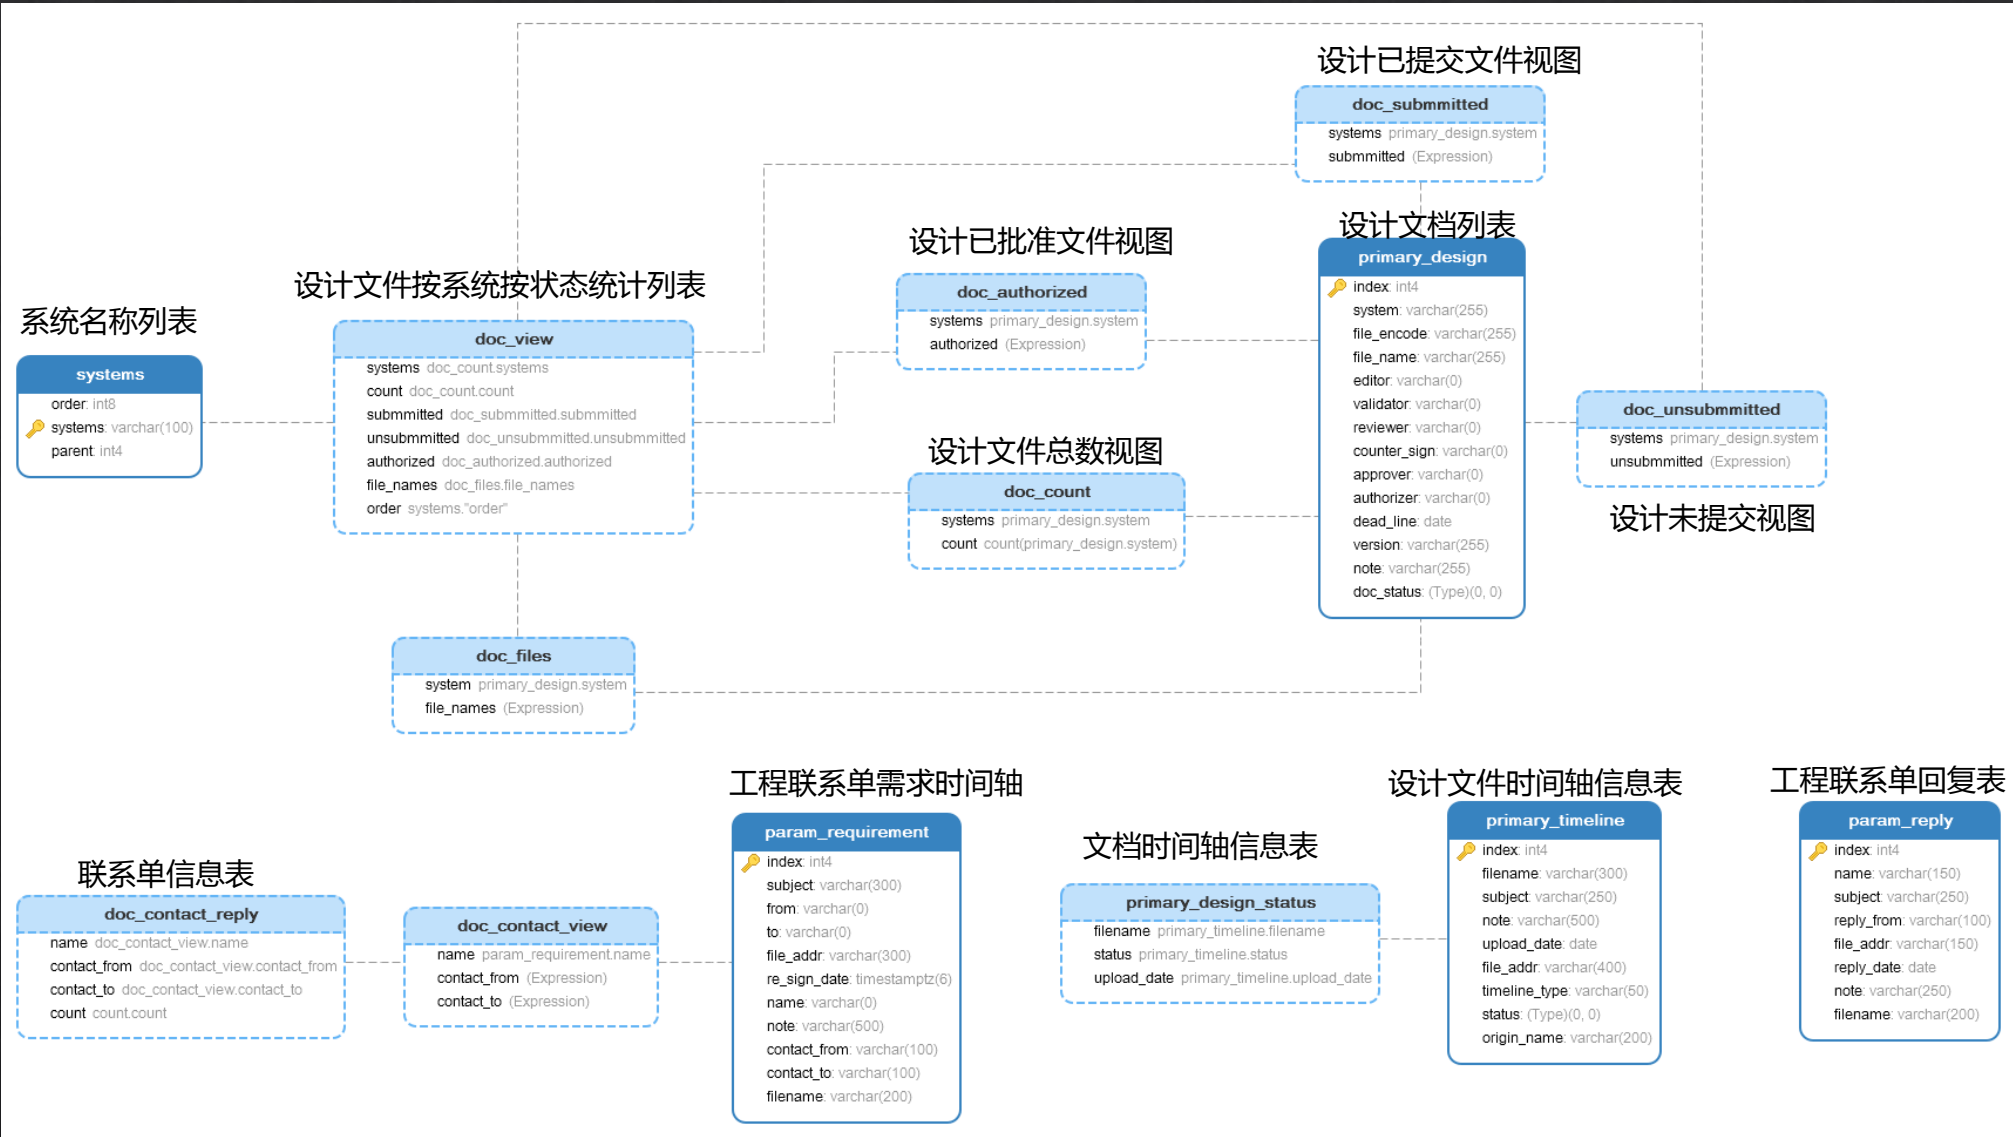 设计已提交文件视图
doc_submmitted
systems primary_design.system
submmitted (Expression)
设计已批准文件视图
doc_authorized
systems primary_design.system
authorized (Expression)
设计文档列表
primary_design
index: int4
system: varchar(255)
file_encode: varchar(255)
file_name: varchar(255)
editor: varchar(0)
validator: varchar(0)
reviewer: varchar(0)
counter_sign: varchar(0)
approver: varchar(0)
authorizer: varchar(0)
dead_line: date
version: varchar(255)
note: varchar(255)
doc_status: (Type)(0, 0)
设计文件按系统按状态统计列表
doc_view
systems doc_count.systems
count doc_count.count
submmitted doc_submmitted.submmitted
unsubmmitted doc_unsubmmitted.unsubmmitted
authorized doc_authorized.authorized
file_names doc_files.file_names
order systems."order"
系统名称列表
systems
order: int8
systems: varchar(100)
parent: int4
doc_unsubmmitted
systems primary_design.system
unsubmmitted (Expression)
设计未提交视图
设计文件总数视图
doc_count
systems primary_design.system
count count(primary_design.system)
doc_files
system primary_design.system
file_names (Expression)
联系单信息表
doc_contact_reply
name doc_contact_view.name
contact_from doc_contact_view.contact_from
contact_to doc_contact_view.contact_to
count count.count
doc_contact_view
name param_requirement.name
contact_from (Expression)
contact_to (Expression)
工程联系单需求时间轴
param_requirement
index: int4
subject: varchar(300)
from: varchar(0)
to: varchar(0)
file_addr: varchar(300)
re_sign_date: timestamptz(6)
name: varchar(0)
note: varchar(500)
contact_from: varchar(100)
contact_to: varchar(100)
filename: varchar(200)
文档时间轴信息表
primary_design_status
filename primary_timeline.filename
status primary_timeline.status
upload_date primary_timeline.upload_date
设计文件时间轴信息表
primary_timeline
index: int4
filename: varchar(300)
subject: varchar(250)
note: varchar(500)
upload_date: date
file_addr: varchar(400)
timeline_type: varchar(50)
status: (Type)(0, 0)
origin_name: varchar(200)
工程联系单回复表
param_reply
index: int4
name: varchar(150)
subject: varchar(250)
reply_from: varchar(100)
file_addr: varchar(150)
reply_date: date
note: varchar(250)
filename: varchar(200)